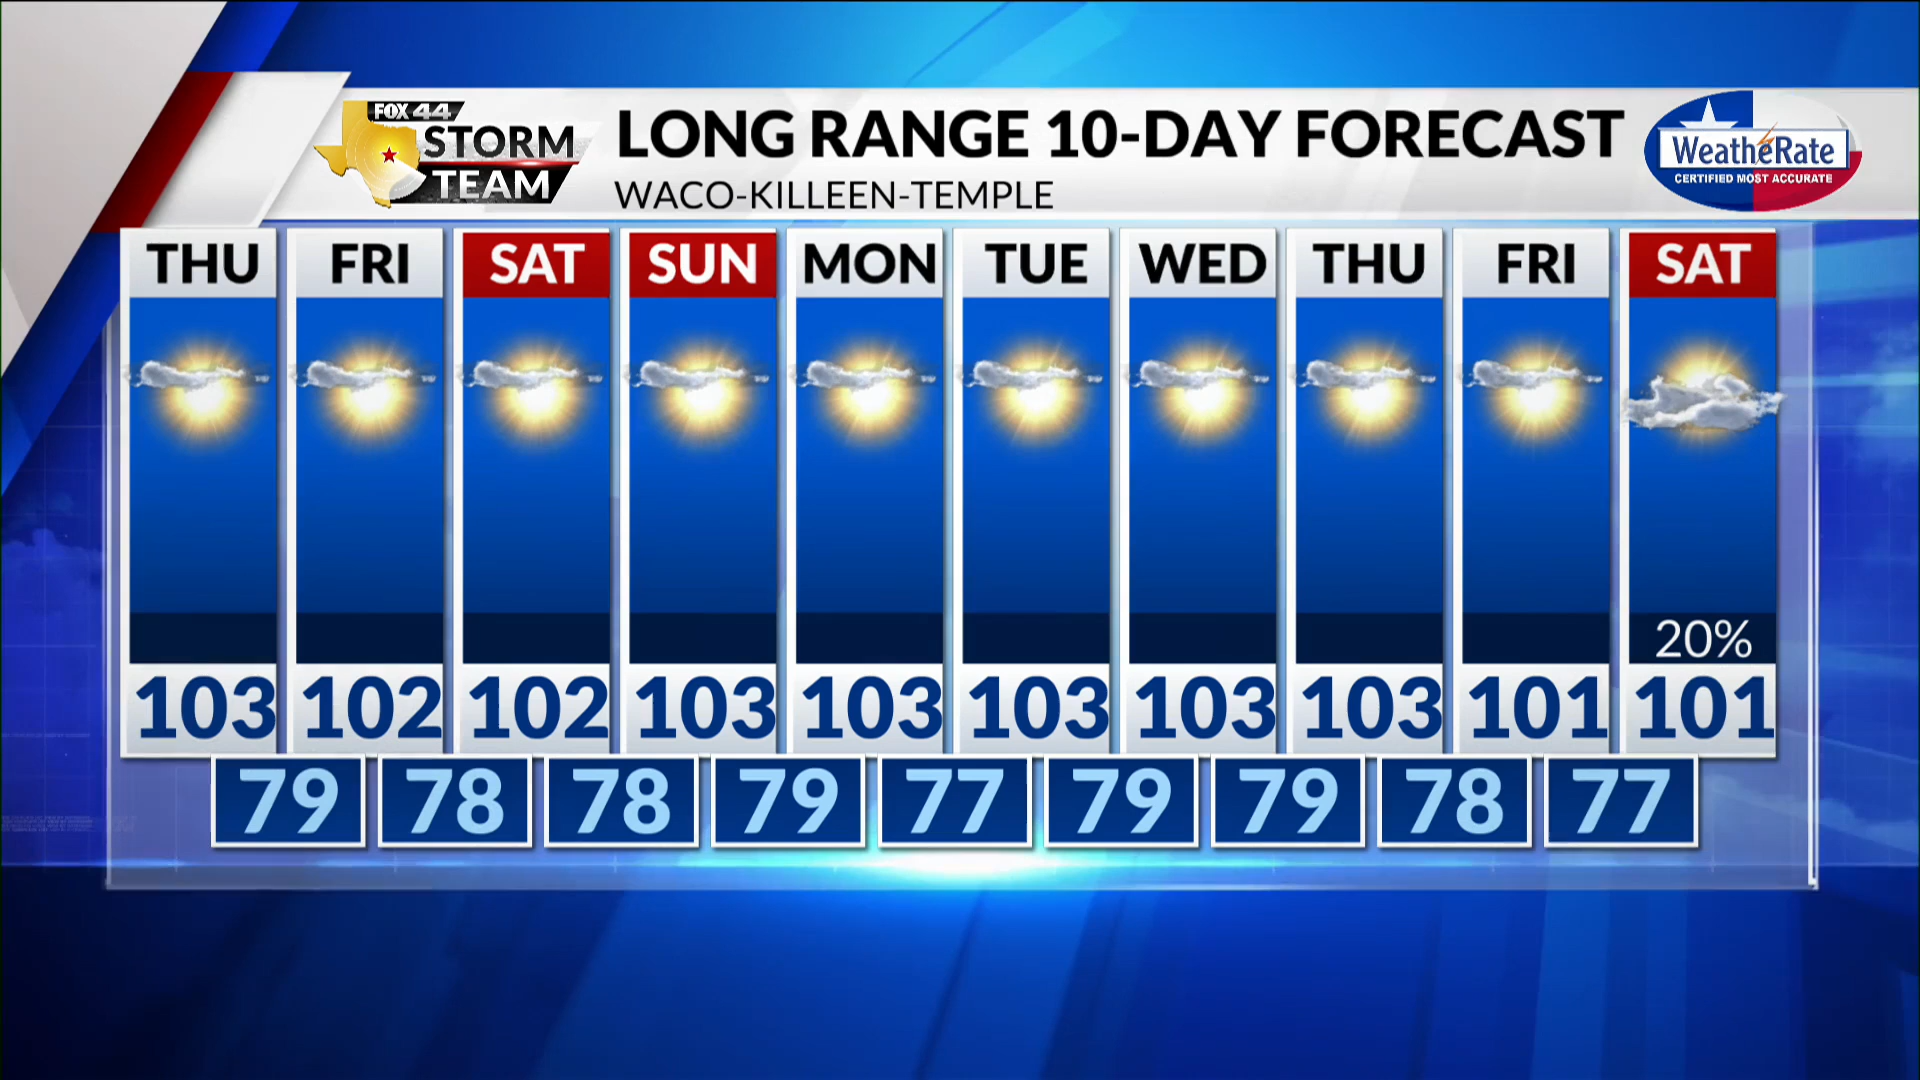 FOX 44
STORM
TEAM
LONG RANGE 10-DAY FORECAST
WACO-KILLEEN-TEMPLE
WeatheRate
CERTIFIED MOST ACCURATE
THU FRI SAT SUN MON TUE WED THU FRI SAT
20%
103 102 102 103 103 103 103 103 101 101
79 78 78 79 77 79 79 78 77